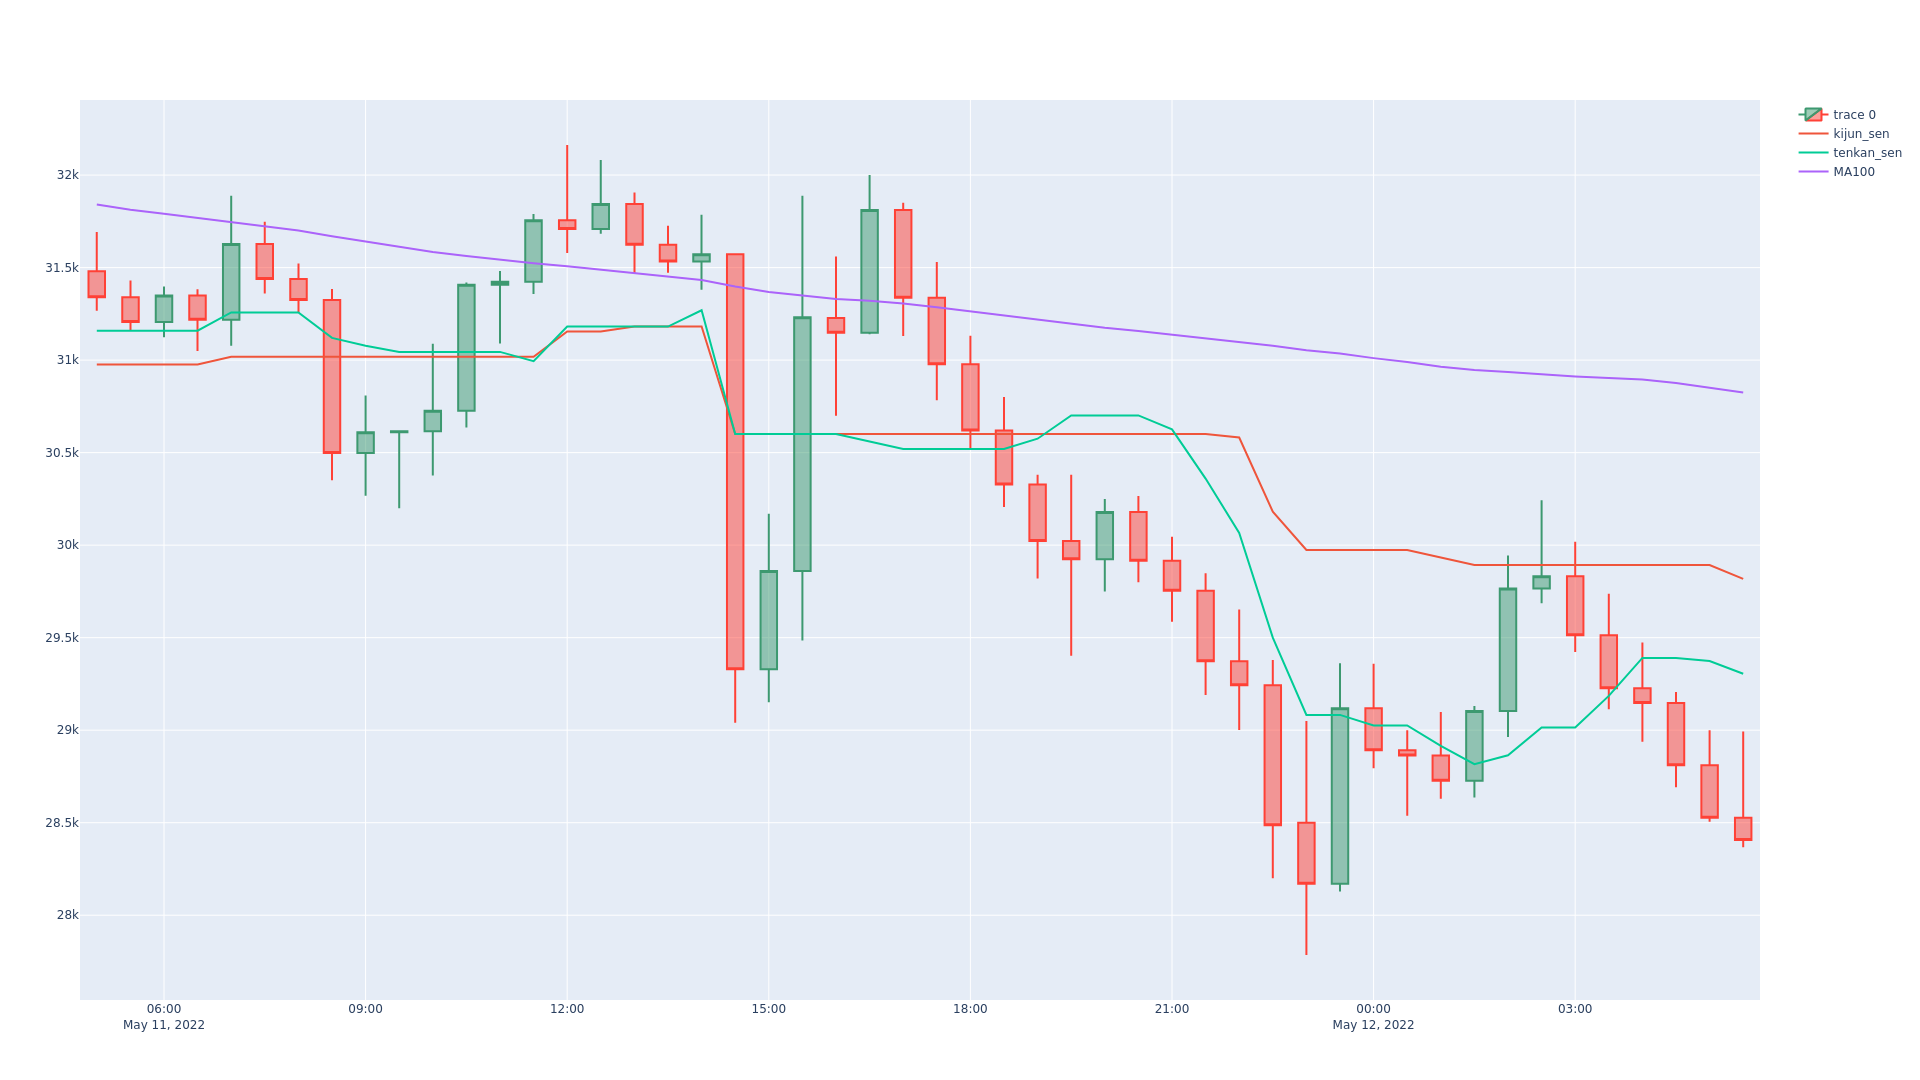 trace 0
kijun_sen
tenkan_sen
MA100
32k
31.5k
31k
30.5k
30k
29.5k
29k
28.5k
28k
06:00 09:00 12:00 15:00 18:00 21:00 00:00 03:00
May 11, 2022 May 12, 2022